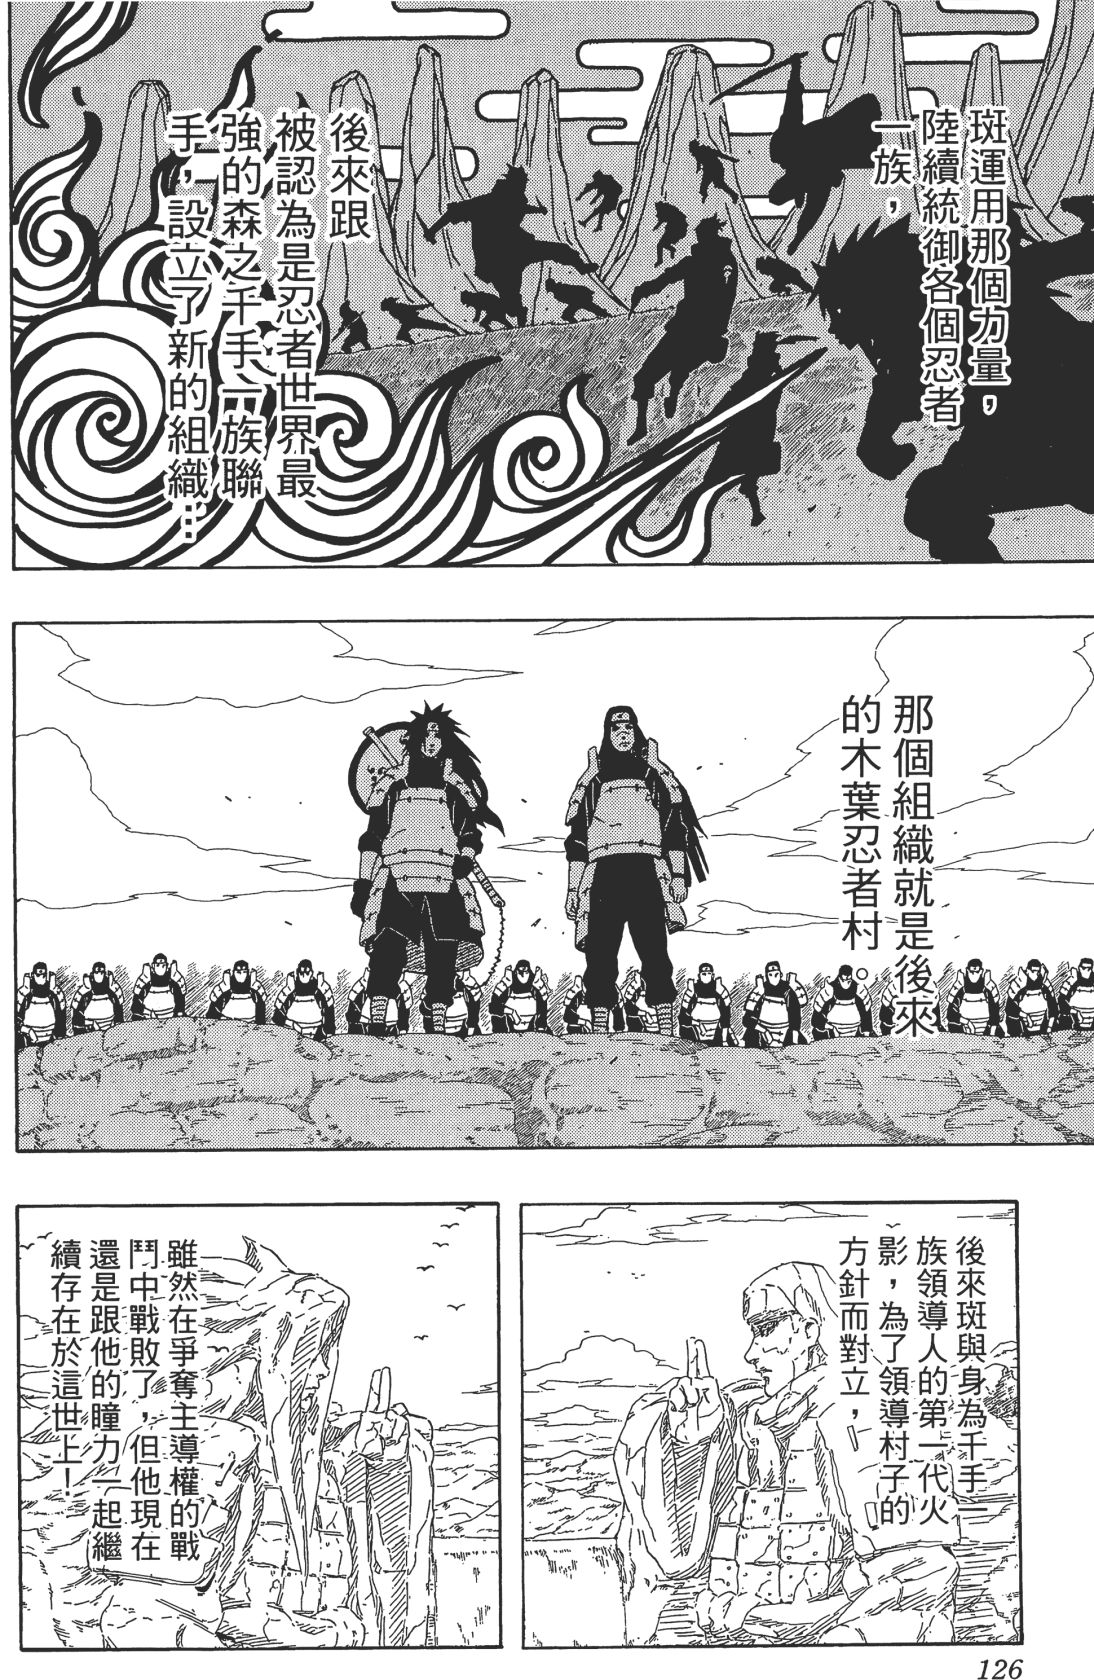 斑運用那個力量，
陸續統御各個忍者
一族，
後來跟
被認為是忍者世界最
強的森之千手一族聯
手，設立了新的組織…
那個組織就是後來
的木葉忍者村。
後來斑與身為千手一
族領導人的第一代火
影，為了領導村子的
方針而對立，
雖然在爭奪主導權的戰
鬥中戰敗了，但他現在
還是跟他的瞳力一起繼
續存在於這世上！
126